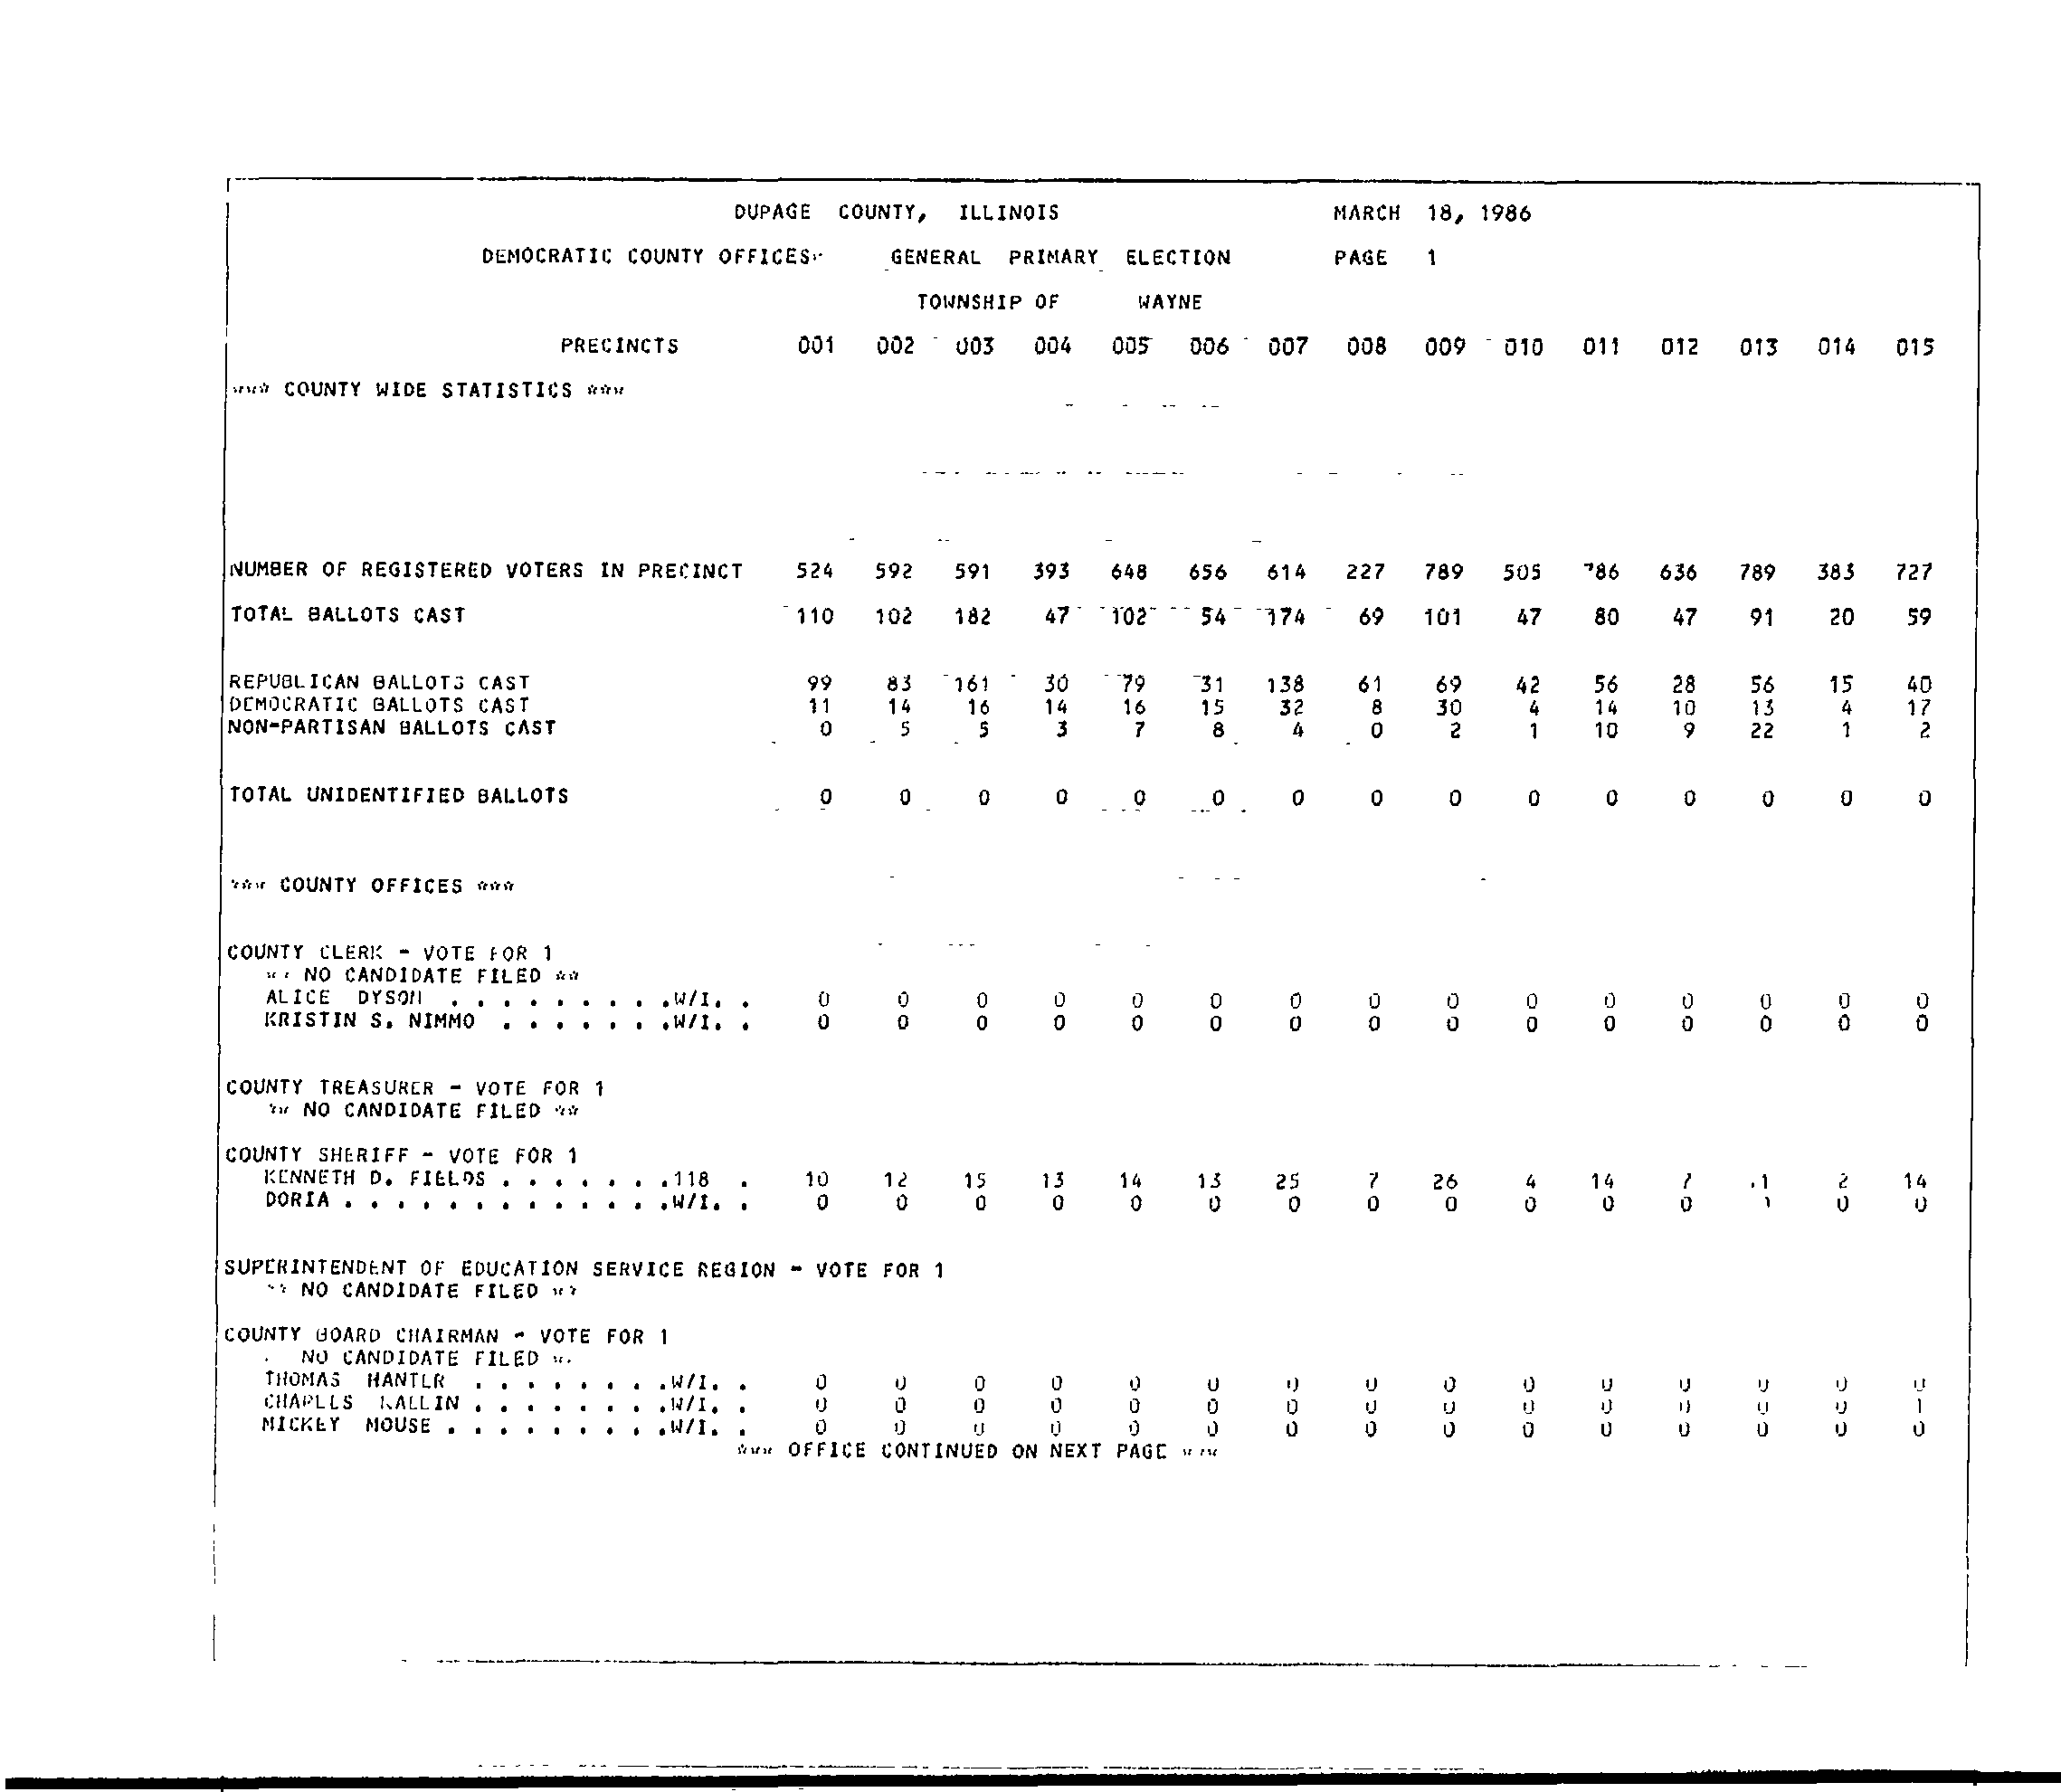 DUPAGE COUNTY, ILLINOIS MARCH 18, 1986
DEMOCRATIC COUNTY OFFICES GENERAL PRIMARY ELECTION PAGE 1
TOWNSHIP OF WAYNE
PRECINCTS 001 002 003 004 005 006 007 008 009 010 011 012 013 014 015
*** COUNTY WIDE STATISTICS ***
NUMBER OF REGISTERED VOTERS IN PRECINCT 524 592 591 393 648 656 614 227 789 505 786 636 789 383 727
TOTAL BALLOTS CAST 110 102 182 47 102 54 174 69 101 47 80 47 91 20 59
REPUBLICAN BALLOTS CAST 99 83 161 30 79 31 138 61 69 42 56 28 56 15 40
DEMOCRATIC BALLOTS CAST 11 14 16 14 16 15 32 8 30 4 14 10 13 4 17
NON-PARTISAN BALLOTS CAST 0 5 5 3 7 8 4 0 2 1 10 9 22 1 2
TOTAL UNIDENTIFIED BALLOTS 0 0 0 0 0 0 0 0 0 0 0 0 0 0 0
*** COUNTY OFFICES ***
COUNTY CLERK - VOTE FOR 1
** NO CANDIDATE FILED **
ALICE DYSON . . . . . . . . .W/I. . 0 0 0 0 0 0 0 0 0 0 0 0 0 0 0
KRISTIN S. NIMMO . . . . . . .W/I. . 0 0 0 0 0 0 0 0 0 0 0 0 0 0 0
COUNTY TREASURER - VOTE FOR 1
** NO CANDIDATE FILED **
COUNTY SHERIFF - VOTE FOR 1
KENNETH D. FIELDS . . . . . . .118 . 10 12 15 13 14 13 25 7 26 4 14 7 2 14
DORIA . . . . . . . . . . . . .W/I. . 0 0 0 0 0 0 0 0 0 0 0 0 0 0
SUPERINTENDENT OF EDUCATION SERVICE REGION - VOTE FOR 1
** NO CANDIDATE FILED **
COUNTY BOARD CHAIRMAN - VOTE FOR 1
NO CANDIDATE FILED **
THOMAS . . . . . . . .W/I. . 0 0 0 0 0 0 0 0 0 0 0 0 0 0 0
CHARLES KALLIN . . . . . . . .W/I. . 0 0 0 0 0 0 0 0 0 0 0 0 0 0 1
MICKEY MOUSE . . . . . . . . .W/I. . 0 0 0 0 0 0 0 0 0 0 0 0 0 0 0
*** OFFICE CONTINUED ON NEXT PAGE ***